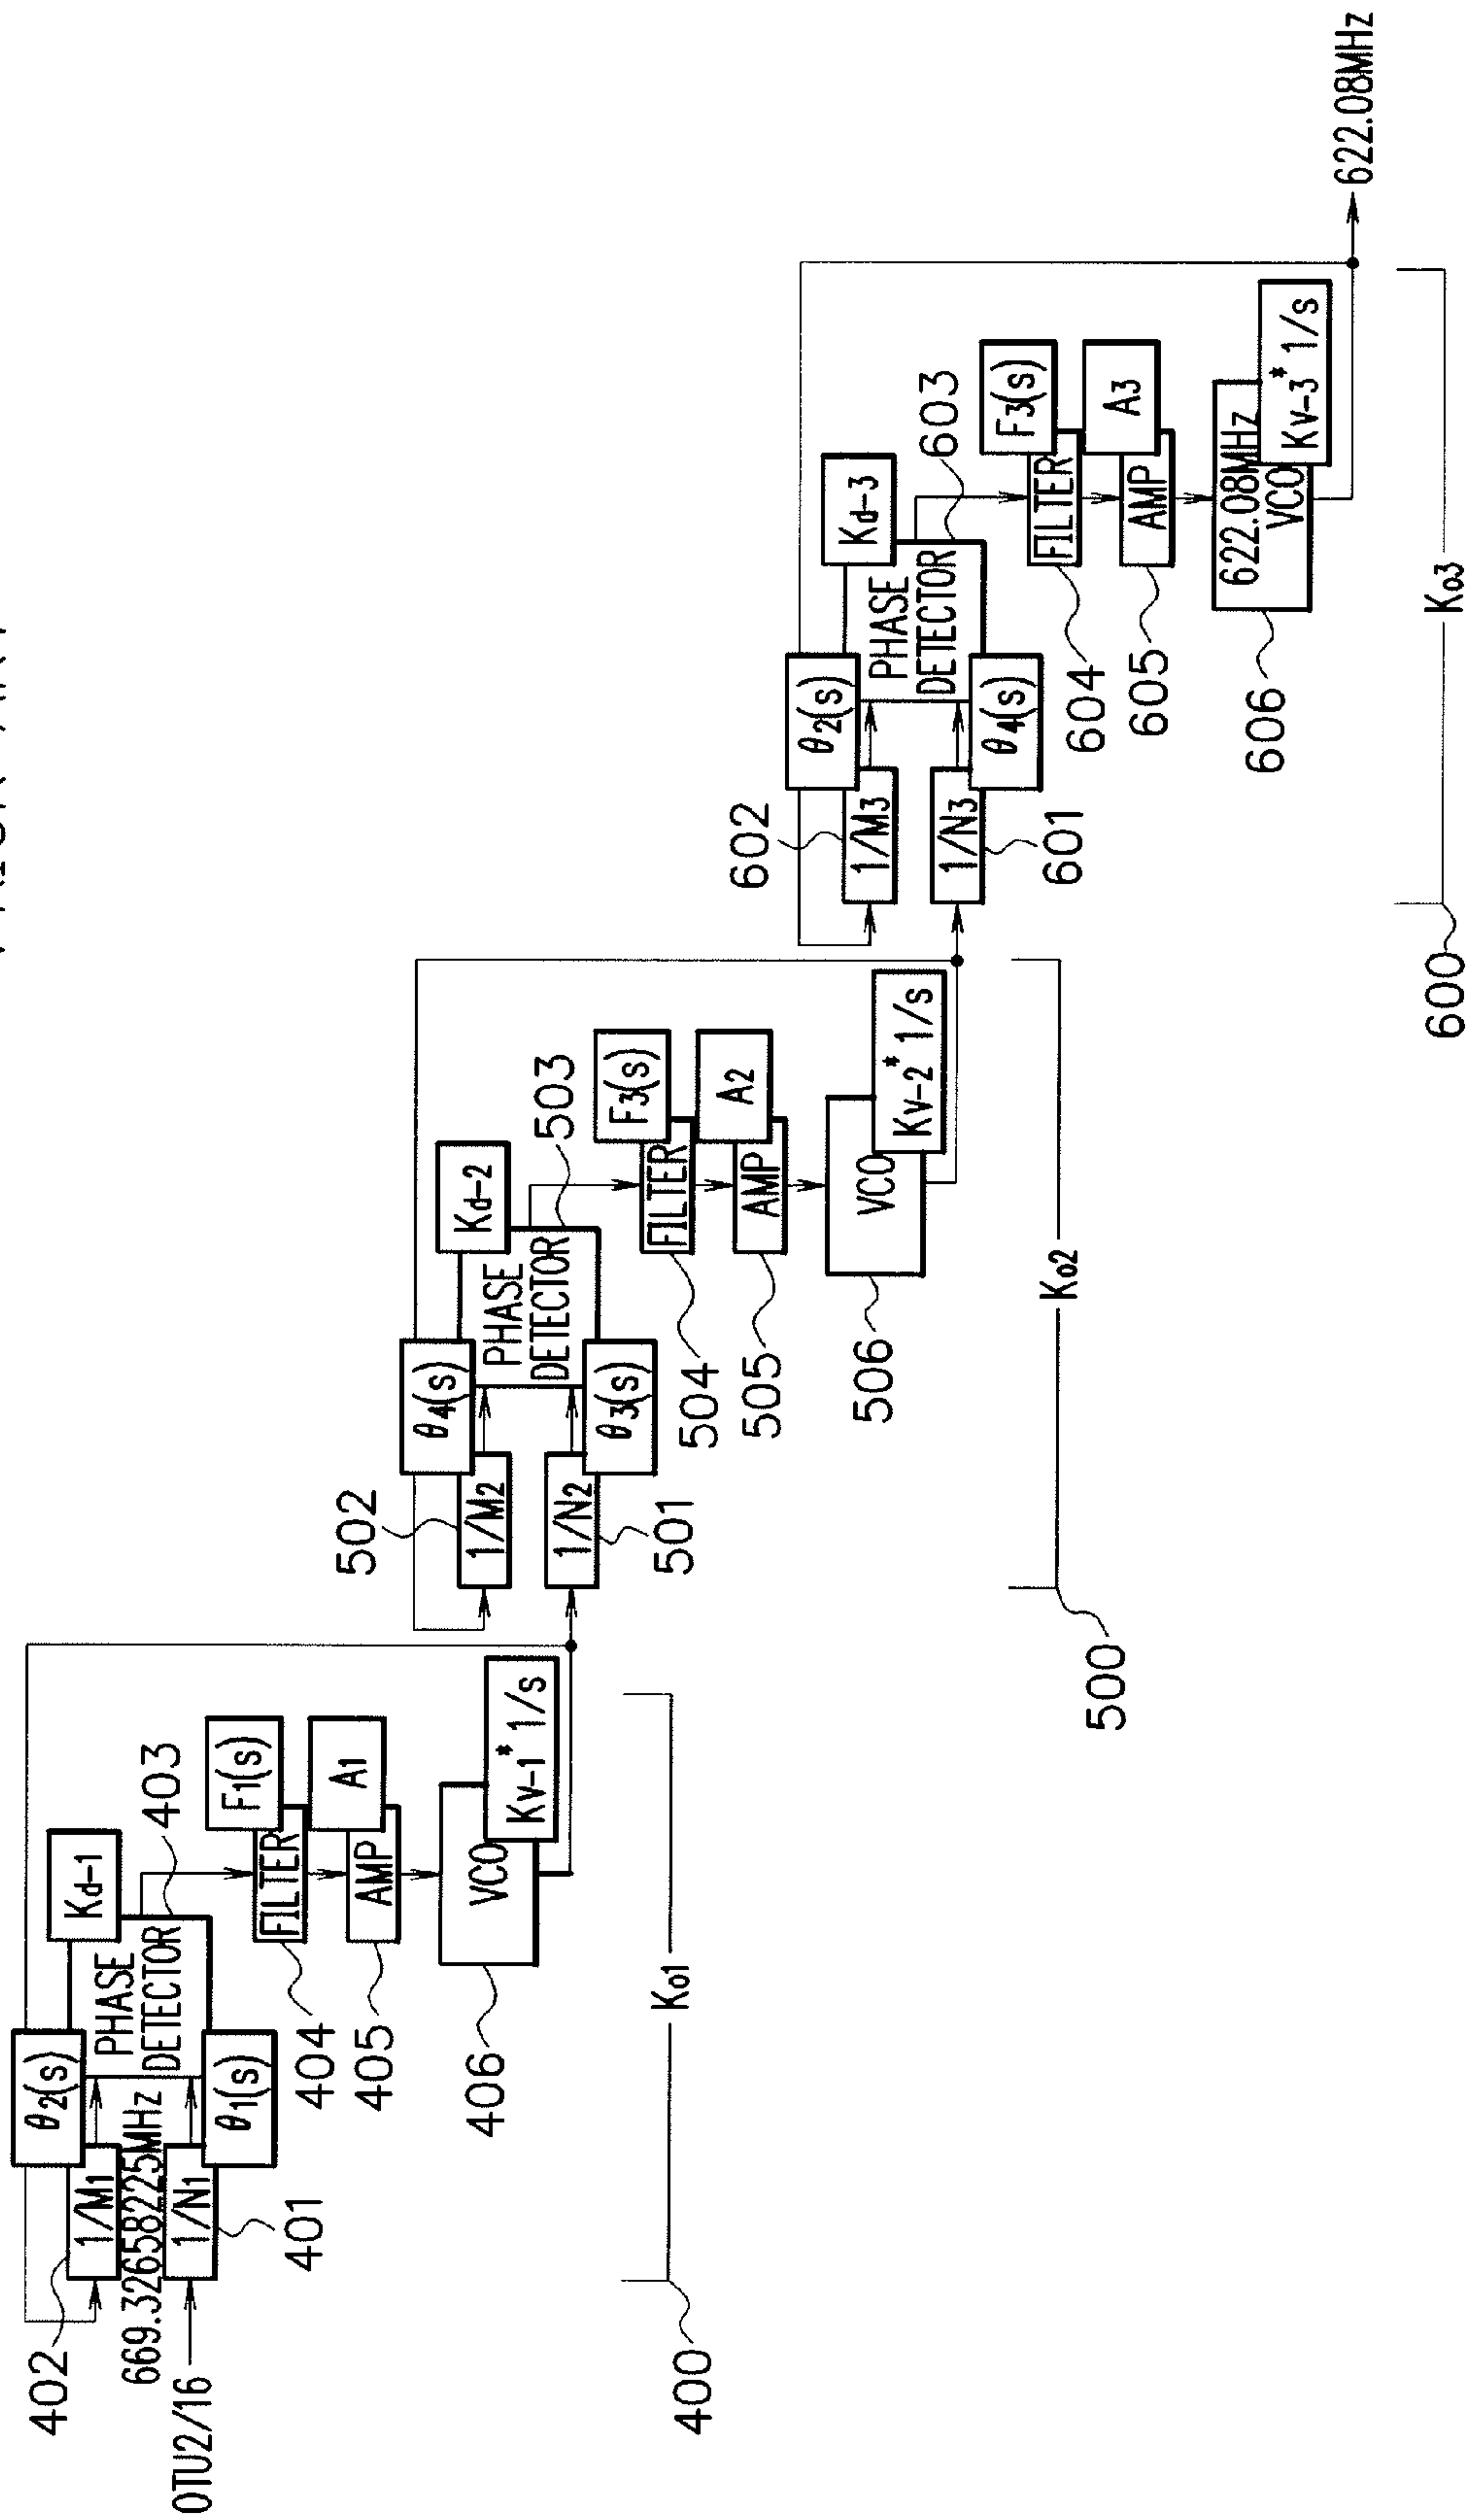 402
θ2(s)
Kd-1
1/M1
PHASE
DETECTOR
403
669.32658225MHz
OTU2/16
1/N1
401
θ1(s)
F1(s)
FILTER
404
A1
AMP
405
VCO
Kv-1*1/s
406
Ko1
400
502
θ4(s)
Kd-2
1/M2
PHASE
DETECTOR
503
1/N2
501
θ3(s)
F3(s)
FILTER
504
A2
AMP
505
VCO
Kv-2*1/s
506
Ko2
500
602
θ2(s)
Kd-3
1/M3
PHASE
DETECTOR
603
1/N3
601
θ4(s)
F3(s)
FILTER
604
A3
AMP
605
622.08MHz
VCO
Kv-3*1/s
606
622.08MHz
Ko3
600